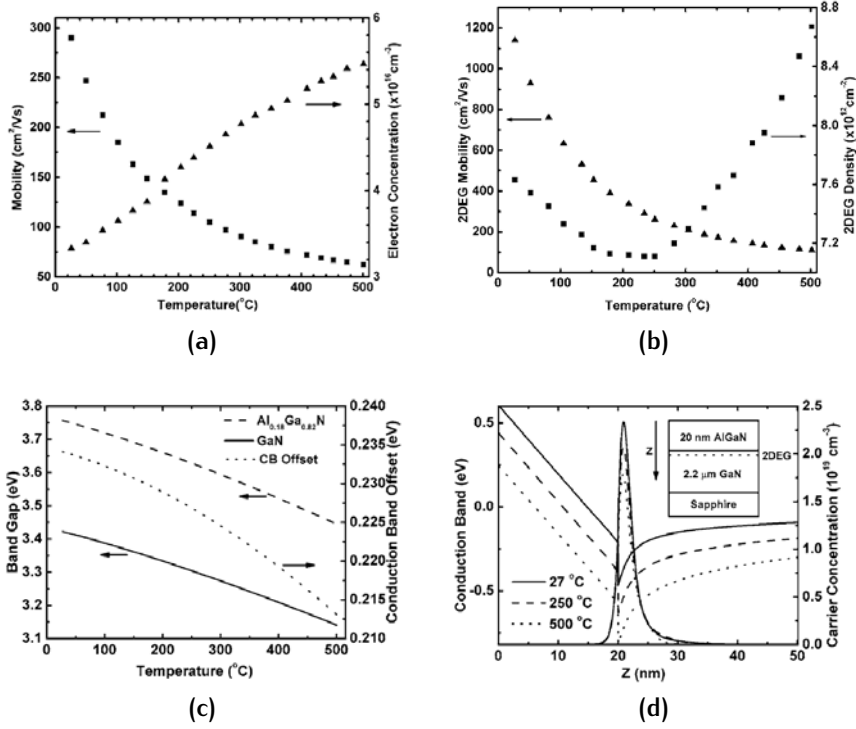 300
250
200
150
100
50
Mobility (cm²/Vs)
6
5
4
3
Electron Concentration (x10¹⁶ cm⁻³)
0 100 200 300 400 500
Temperature(°C)
(a)
1200
1000
800
600
400
200
0
2DEG Mobility (cm²/Vs)
8.8
8.4
8.0
7.6
7.2
2DEG Density (x10¹² cm⁻²)
0 100 200 300 400 500
Temperature (°C)
(b)
3.8
3.7
3.6
3.5
3.4
3.3
3.2
3.1
Band Gap (eV)
Al₀.₁₈Ga₀.₈₂N
GaN
CB Offset
0.240
0.235
0.230
0.225
0.220
0.215
0.210
Conduction Band Offset (eV)
0 100 200 300 400 500
Temperature (°C)
(c)
0.5
0.0
-0.5
Conduction Band (eV)
27 °C
250 °C
500 °C
Z
20 nm AlGaN
2DEG
2.2 μm GaN
Sapphire
2.5
2.0
1.5
1.0
0.5
0.0
Carrier Concentration (10¹⁹ cm⁻³)
0 10 20 30 40 50
Z (nm)
(d)